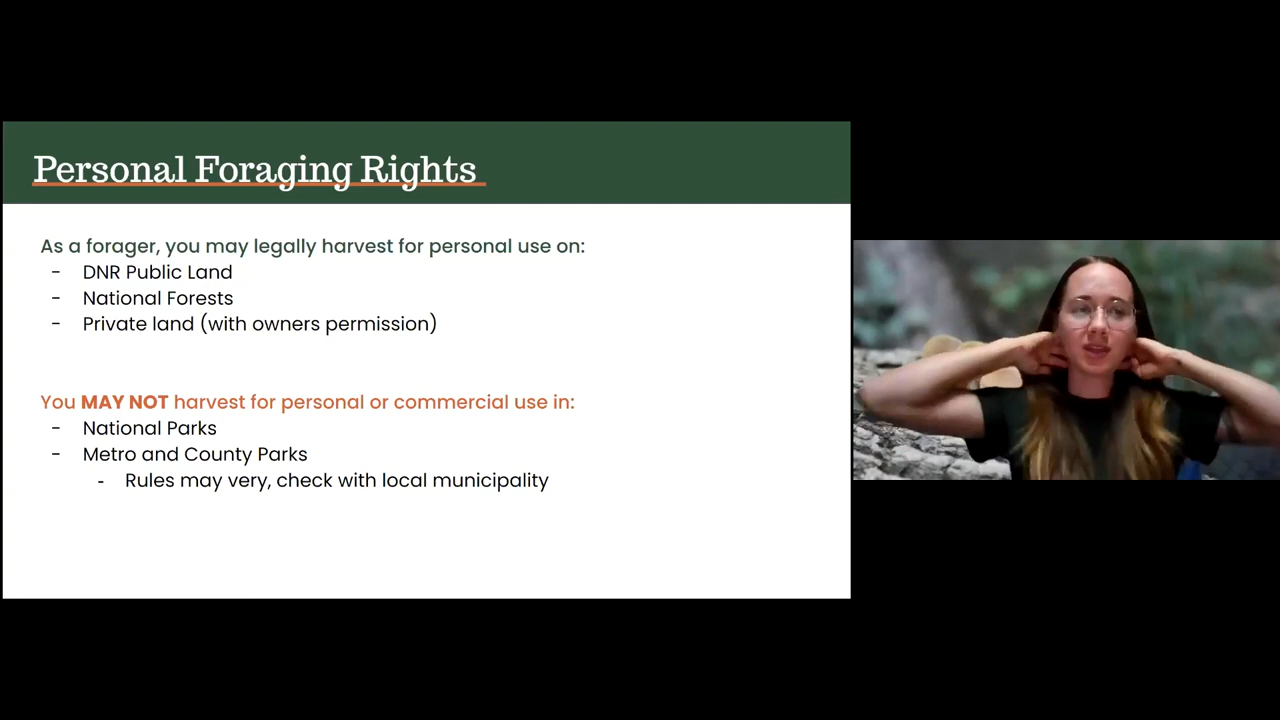 Personal Foraging Rights
As a forager, you may legally harvest for personal use on:
- DNR Public Land
- National Forests
- Private land (with owners permission)
You MAY NOT harvest for personal or commercial use in:
- National Parks
- Metro and County Parks
- Rules may very, check with local municipality